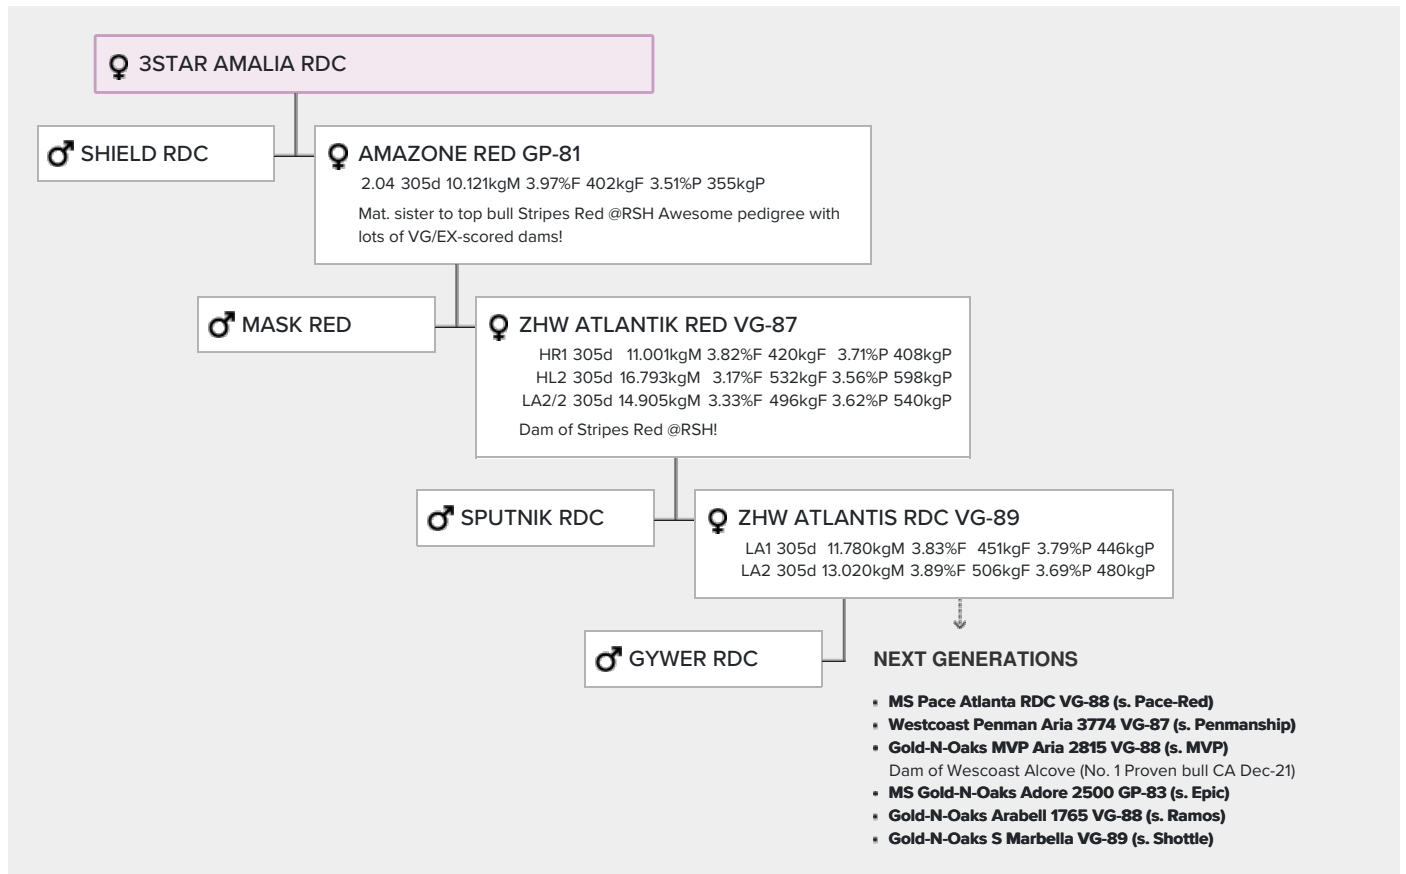 3STAR AMALIA RDC
SHIELD RDC
AMAZONE RED GP-81
2.04 305d 10.121kgM 3.97%F 402kgF 3.51%P 355kgP
Mat. sister to top bull Stripes Red @RSH Awesome pedigree with
lots of VG/EX-scored dams!
MASK RED
ZHW ATLANTIK RED VG-87
HR1 305d 11.001kgM 3.82%F 420kgF 3.71%P 408kgP
HL2 305d 16.793kgM 3.17%F 532kgF 3.56%P 598kgP
LA2/2 305d 14.905kgM 3.33%F 496kgF 3.62%P 540kgP
Dam of Stripes Red @RSH!
SPUTNIK RDC
ZHW ATLANTIS RDC VG-89
LA1 305d 11.780kgM 3.83%F 451kgF 3.79%P 446kgP
LA2 305d 13.020kgM 3.89%F 506kgF 3.69%P 480kgP
GYWER RDC
NEXT GENERATIONS
MS Pace Atlanta RDC VG-88 (s. Pace-Red)
Westcoast Penman Aria 3774 VG-87 (s. Penmanship)
Gold-N-Oaks MVP Aria 2815 VG-88 (s. MVP)
Dam of Wescoast Alcove (No. 1 Proven bull CA Dec-21)
MS Gold-N-Oaks Adore 2500 GP-83 (s. Epic)
Gold-N-Oaks Arabell 1765 VG-88 (s. Ramos)
Gold-N-Oaks S Marbella VG-89 (s. Shottle)